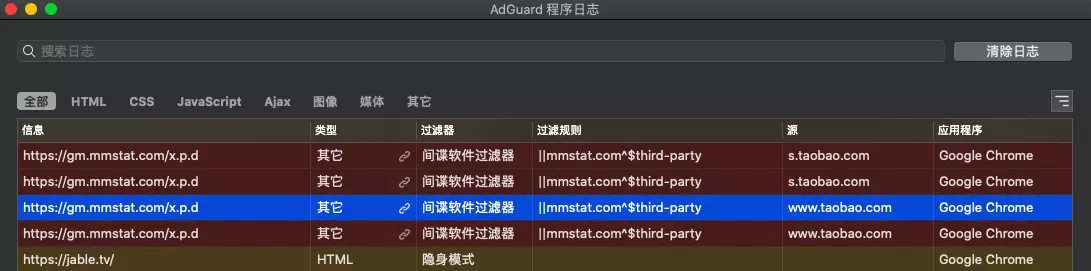 AdGuard 程序日志
搜索日志 清除日志
全部 HTML CSS JavaScript Ajax 图像 媒体 其它
信息 类型 过滤器 过滤规则 源 应用程序
https://gm.mmstat.com/x.p.d 其它 间谍软件过滤器 ||mmstat.com^$third-party s.taobao.com Google Chrome
https://gm.mmstat.com/x.p.d 其它 间谍软件过滤器 ||mmstat.com^$third-party s.taobao.com Google Chrome
https://gm.mmstat.com/x.p.d 其它 间谍软件过滤器 ||mmstat.com^$third-party www.taobao.com Google Chrome
https://gm.mmstat.com/x.p.d 其它 间谍软件过滤器 ||mmstat.com^$third-party www.taobao.com Google Chrome
https://jable.tv/ HTML 隐身模式 Google Chrome